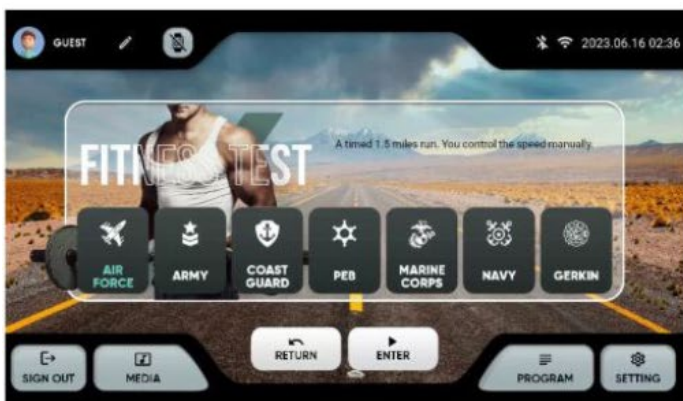 GUEST
2023.06.16 02:36
FITNESS TEST
A timed 1.5 miles run. You control the speed manually.
AIR
FORCE
ARMY
COAST
GUARD
PEB
MARINE
CORPS
NAVY
GERKIN
RETURN
ENTER
SIGN OUT
MEDIA
PROGRAM
SETTING